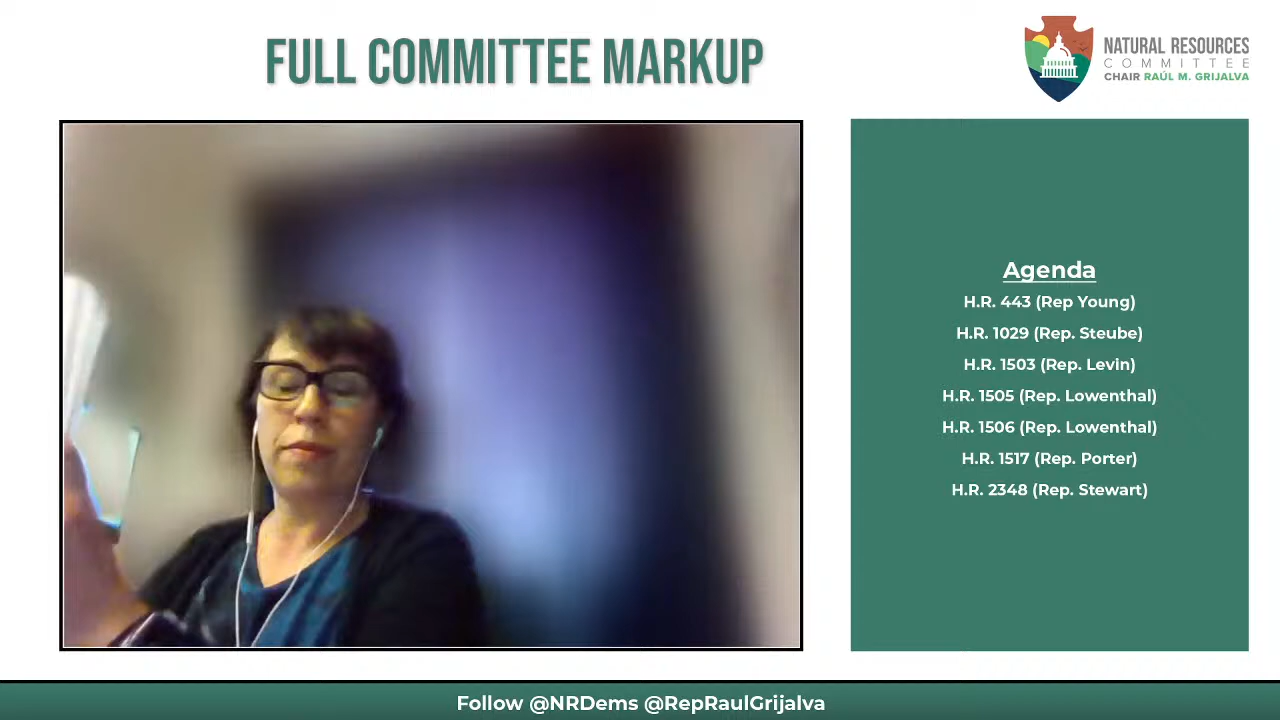 FULL COMMITTEE MARKUP
NATURAL RESOURCES
COMMITTEE
CHAIR RAÚL M. GRIJALVA
Agenda
H.R. 443 (Rep Young)
H.R. 1029 (Rep. Steube)
H.R. 1503 (Rep. Levin)
H.R. 1505 (Rep. Lowenthal)
H.R. 1506 (Rep. Lowenthal)
H.R. 1517 (Rep. Porter)
H.R. 2348 (Rep. Stewart)
Follow @NRDems @RepRaulGrijalva